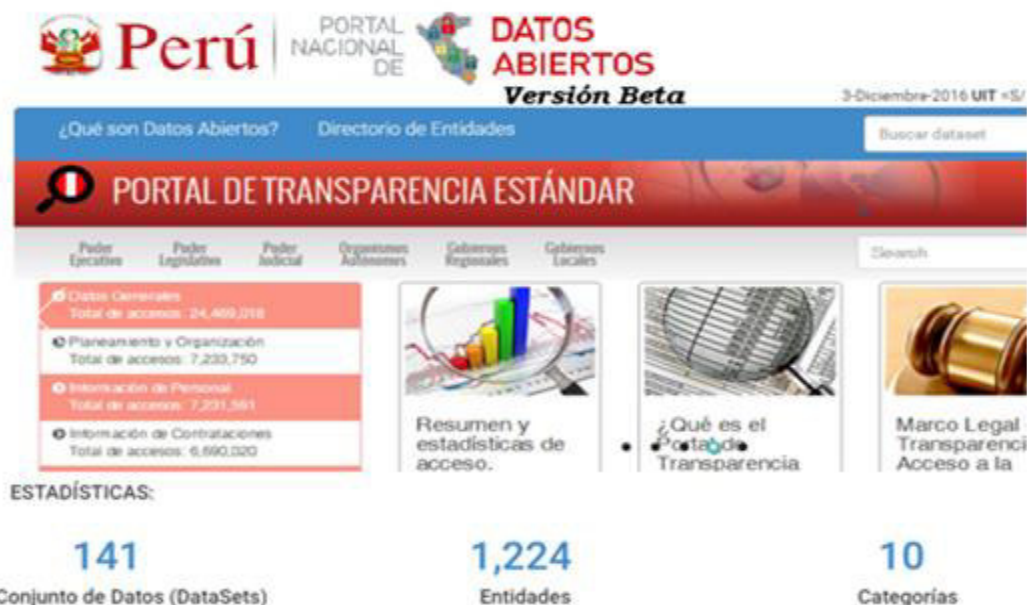 Perú
PORTAL
NACIONAL
DE
DATOS
ABIERTOS
Versión Beta
3-Diciembre-2016 UIT =S/
¿Qué son Datos Abiertos? Directorio de Entidades
Buscar dataset
PORTAL DE TRANSPARENCIA ESTÁNDAR
Poder
Ejecutivo
Poder
Legislativo
Poder
Judicial
Organismos
Autónomos
Gobiernos
Regionales
Gobiernos
Locales
Search
Datos Generales
Total de accesos: 24,469,016
Planeamiento y Organización
Total de accesos: 7,233,750
Información de Personal
Total de accesos: 7,231,591
Información de Contrataciones
Total de accesos: 6,690,020
Resumen y
estadísticas de
acceso.
¿Qué es el
Portal de
Transparencia
Marco Legal
Transparenci
Acceso a la
ESTADÍSTICAS:
141
Conjunto de Datos (DataSets)
1,224
Entidades
10
Categorías